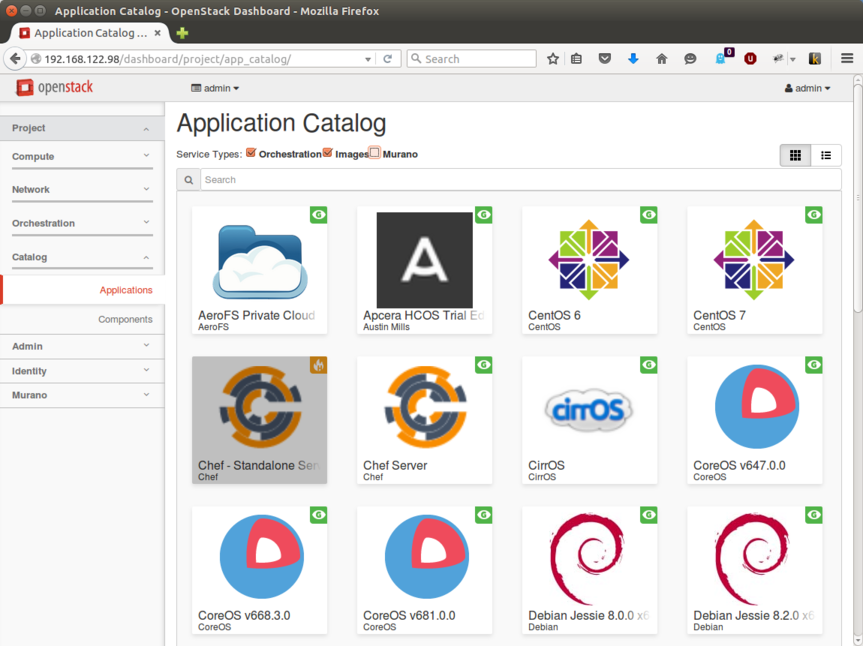 Application Catalog - OpenStack Dashboard - Mozilla Firefox
Application Catalog ...
192.168.122.98/dashboard/project/app_catalog/
Search
0
openstack
admin
admin
Project
Compute
Network
Orchestration
Catalog
Applications
Components
Admin
Identity
Murano
Application Catalog
Service Types: Orchestration Images Murano
Search
AeroFS Private Cloud
AeroFS
A
Apcera HCOS Trial Ed
Austin Mills
CentOS 6
CentOS
CentOS 7
CentOS
Chef - Standalone Ser
Chef
Chef Server
Chef
cirrOS
CirrOS
CirrOS
CoreOS v647.0.0
CoreOS
CoreOS v668.3.0
CoreOS
CoreOS v681.0.0
CoreOS
Debian Jessie 8.0.0 x6
Debian
Debian Jessie 8.2.0 x6
Debian